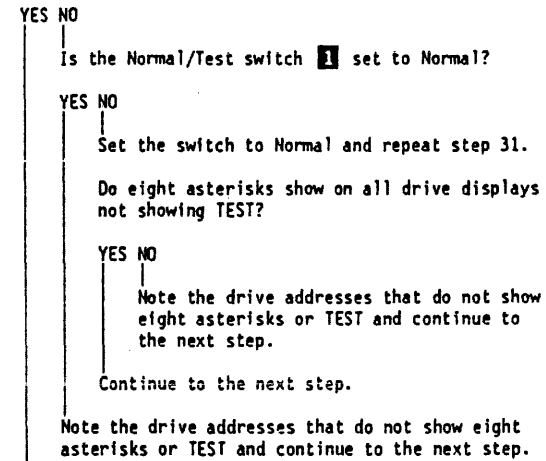 YES NO
Is the Normal/Test switch 1 set to Normal?
YES NO
Set the switch to Normal and repeat step 31.
Do eight asterisks show on all drive displays
not showing TEST?
YES NO
Note the drive addresses that do not show
eight asterisks or TEST and continue to
the next step.
Continue to the next step.
Note the drive addresses that do not show eight
asterisks or TEST and continue to the next step.